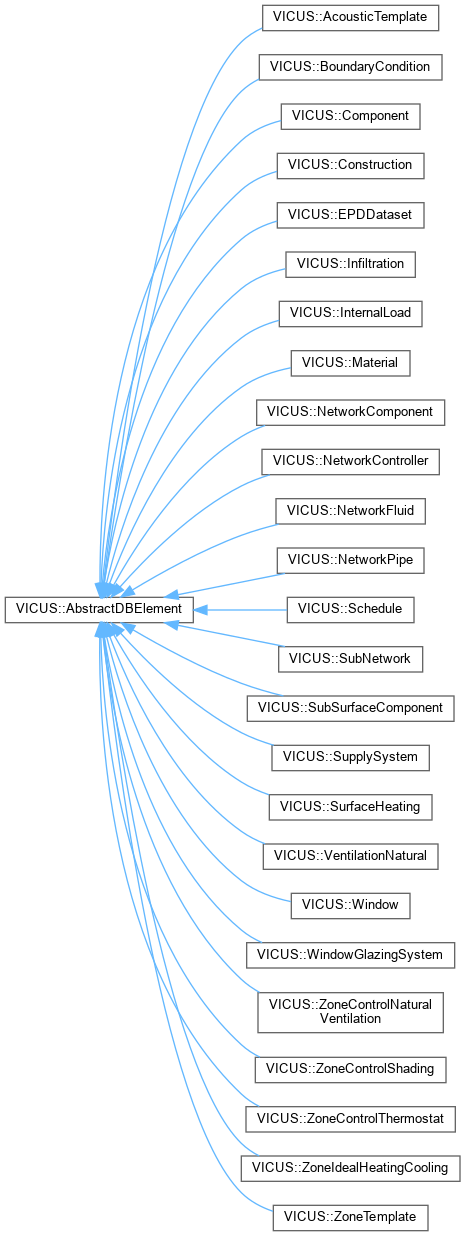 VICUS::AcousticTemplate
VICUS::BoundaryCondition
VICUS::Component
VICUS::Construction
VICUS::EPDDataset
VICUS::Infiltration
VICUS::InternalLoad
VICUS::Material
VICUS::NetworkComponent
VICUS::NetworkController
VICUS::NetworkFluid
VICUS::NetworkPipe
VICUS::AbstractDBElement
VICUS::Schedule
VICUS::SubNetwork
VICUS::SubSurfaceComponent
VICUS::SupplySystem
VICUS::SurfaceHeating
VICUS::VentilationNatural
VICUS::Window
VICUS::WindowGlazingSystem
VICUS::ZoneControlNatural
Ventilation
VICUS::ZoneControlShading
VICUS::ZoneControlThermostat
VICUS::ZoneIdealHeatingCooling
VICUS::ZoneTemplate